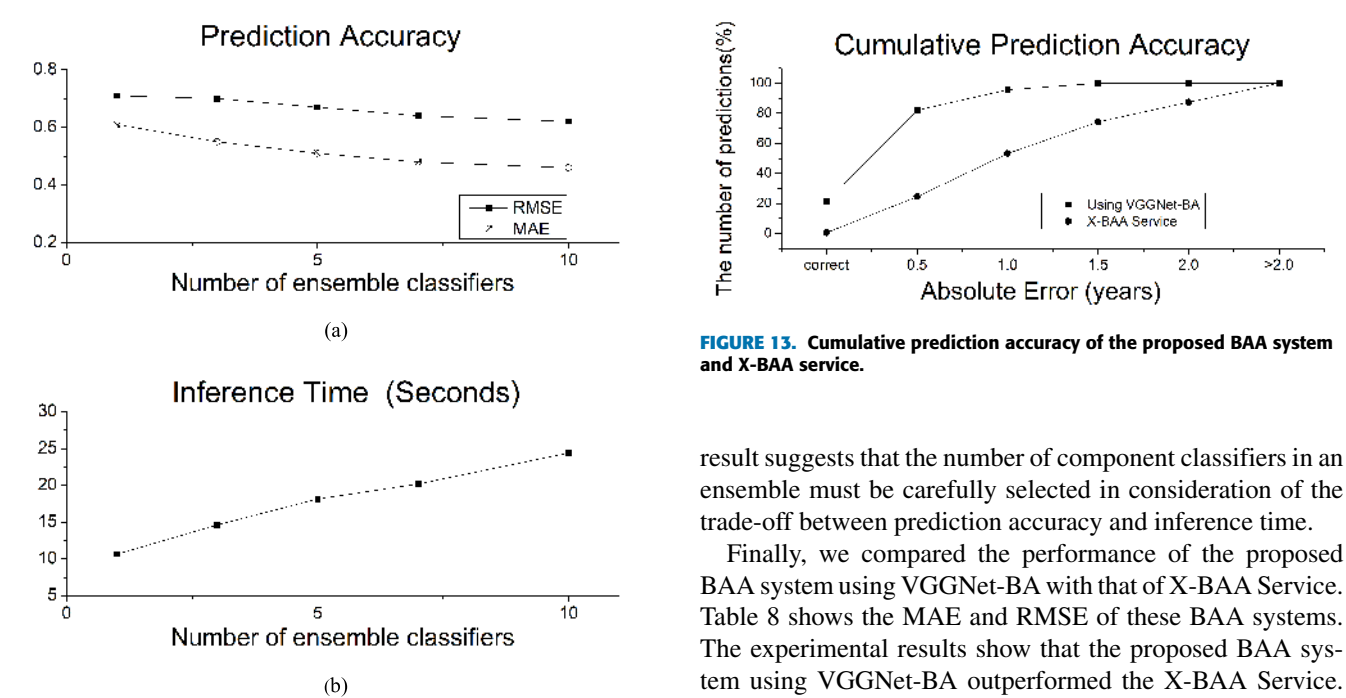 Prediction Accuracy
0.8
0.6
0.4
0.2
RMSE
MAE
0
5
10
Number of ensemble classifiers
(a)
Inference Time (Seconds)
30
25
20
15
10
5
0
5
10
Number of ensemble classifiers
(b)
Cumulative Prediction Accuracy
The number of predictions(%)
100
80
60
40
20
0
Using VGGNet-BA
X-BAA Service
correct
0.5
1.0
1.5
2.0
>2.0
Absolute Error (years)
FIGURE 13. Cumulative prediction accuracy of the proposed BAA system
and X-BAA service.
result suggests that the number of component classifiers in an
ensemble must be carefully selected in consideration of the
trade-off between prediction accuracy and inference time.
Finally, we compared the performance of the proposed
BAA system using VGGNet-BA with that of X-BAA Service.
Table 8 shows the MAE and RMSE of these BAA systems.
The experimental results show that the proposed BAA sys-
tem using VGGNet-BA outperformed the X-BAA Service.